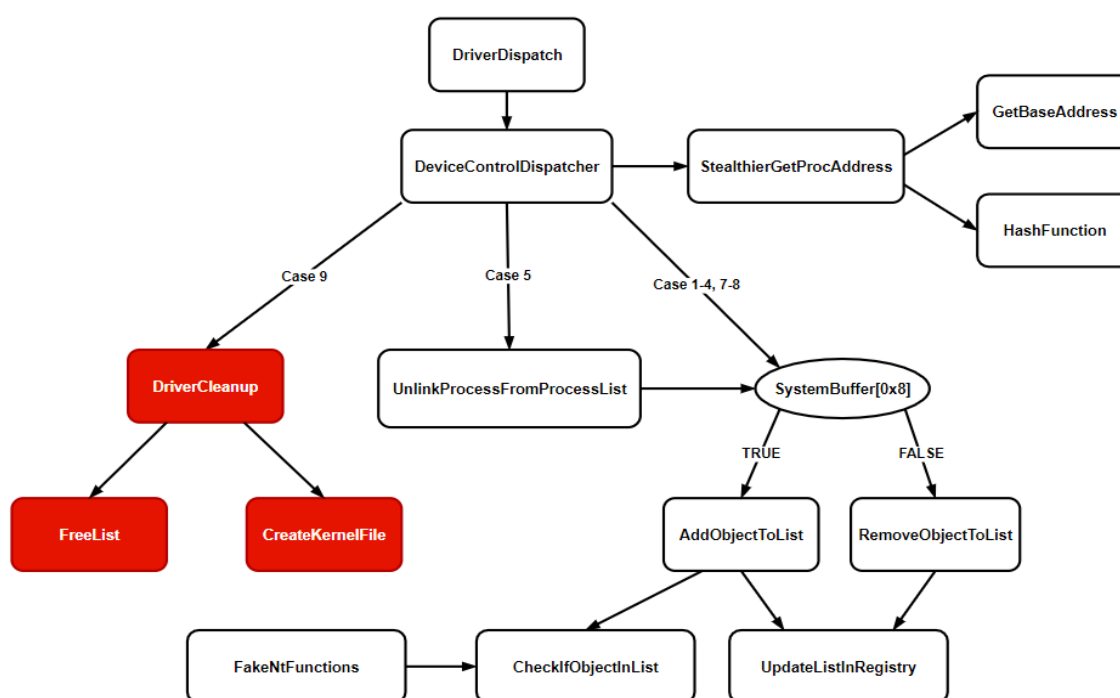 DriverDispatch
GetBaseAddress
DeviceControlDispatcher
StealthierGetProcAddress
HashFunction
Case 9
Case 5
Case 1-4, 7-8
DriverCleanup
UnlinkProcessFromProcessList
SystemBuffer[0x8]
TRUE
FALSE
FreeList
CreateKernelFile
AddObjectToList
RemoveObjectToList
FakeNtFunctions
CheckIfObjectInList
UpdateListInRegistry